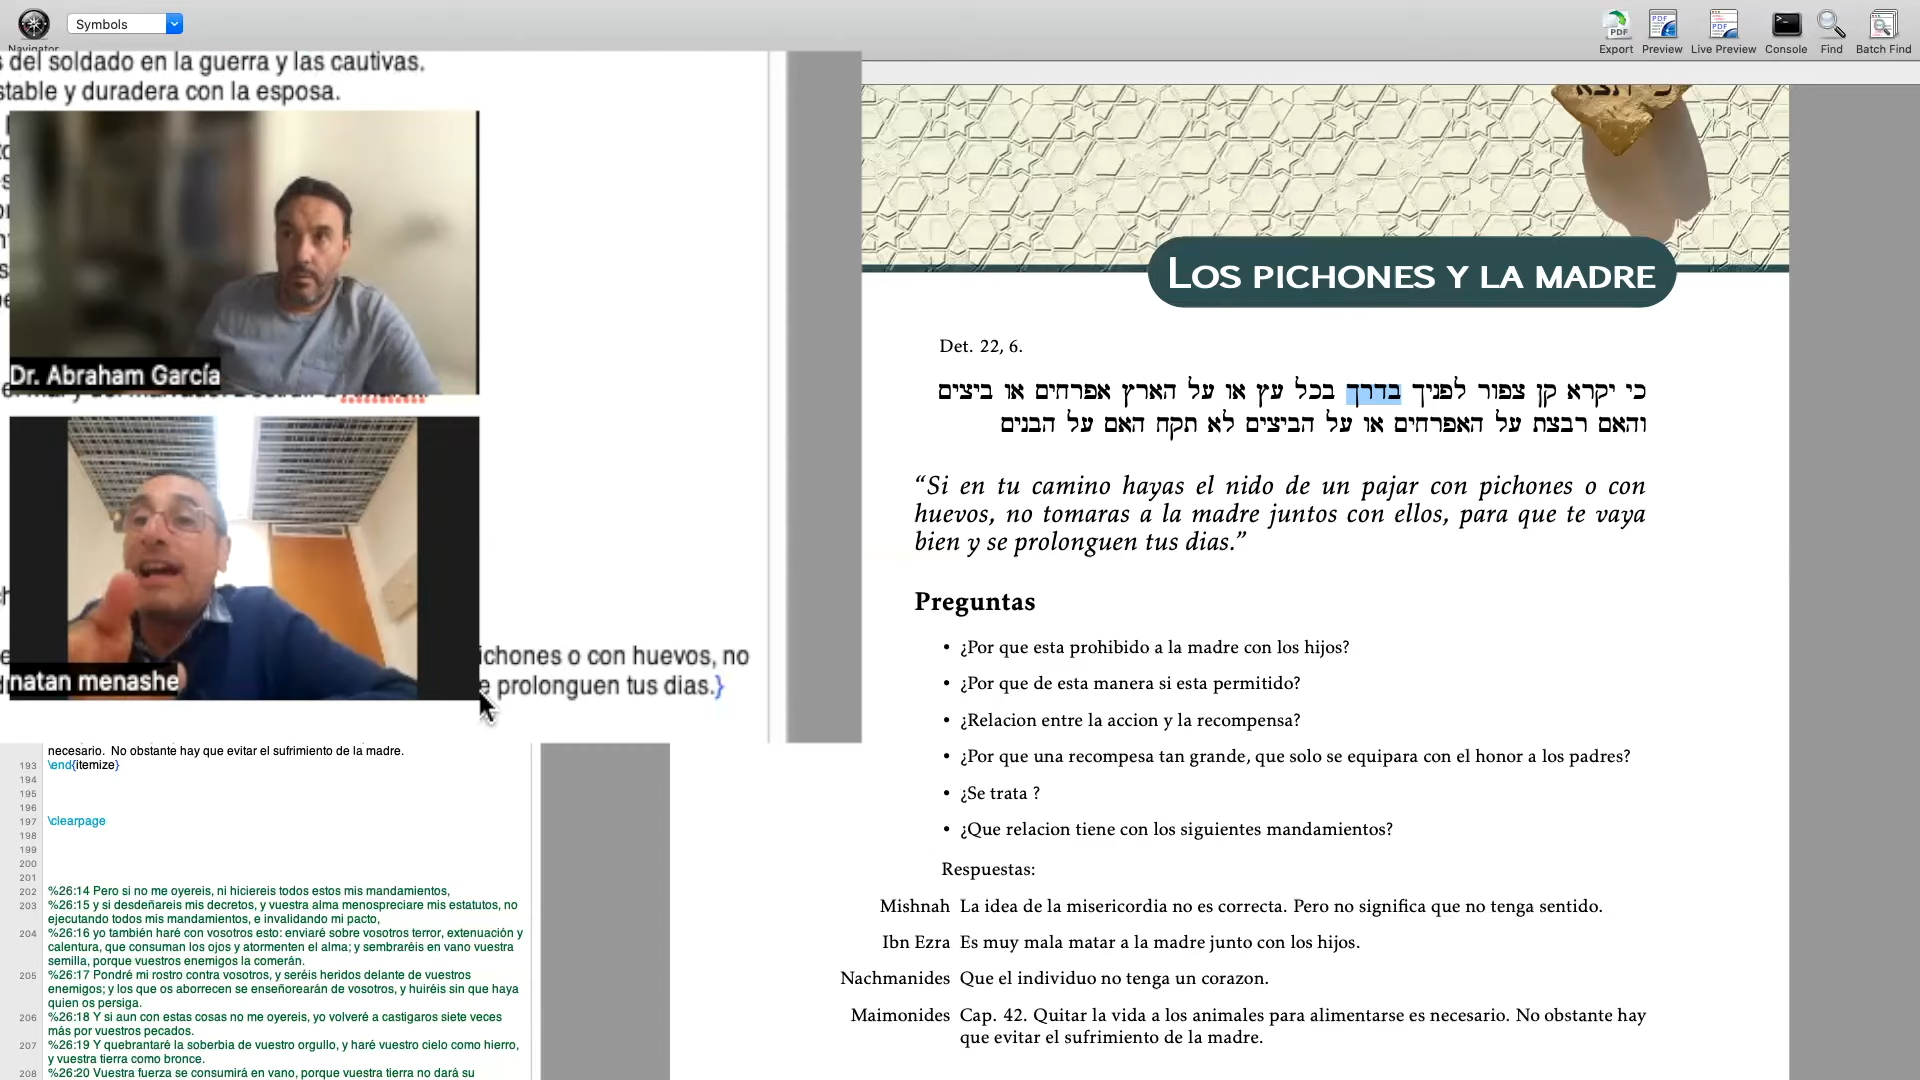 Symbols
Navigator
Export
Preview
Live Preview
Console
Find
Batch Find
del soldado en la guerra y las cautivas.
stable y duradera con la esposa.
Dr. Abraham García
natan menashe
ichones o con huevos, no
e prolonguen tus dias.}
necesario. No obstante hay que evitar el sufrimiento de la madre.
193 \end{itemize}
194
195
196
197 \clearpage
198
199
200
201
202 %26:14 Pero si no me oyereis, ni hiciereis todos estos mis mandamientos,
203 %26:15 y si desdeñareis mis decretos, y vuestra alma menospreciare mis estatutos, no
ejecutando todos mis mandamientos, e invalidando mi pacto,
204 %26:16 yo también haré con vosotros esto: enviaré sobre vosotros terror, extenuación y
calentura, que consuman los ojos y atormenten el alma; y sembraréis en vano vuestra
semilla, porque vuestros enemigos la comerán.
205 %26:17 Pondré mi rostro contra vosotros, y seréis heridos delante de vuestros
enemigos; y los que os aborrecen se enseñorearán de vosotros, y huiréis sin que haya
quien os persiga.
206 %26:18 Y si aun con estas cosas no me oyereis, yo volveré a castigaros siete veces
más por vuestros pecados.
207 %26:19 Y quebrantaré la soberbia de vuestro orgullo, y haré vuestro cielo como hierro,
y vuestra tierra como bronce.
208 %26:20 Vuestra fuerza se consumirá en vano, porque vuestra tierra no dará su
Los pichones y la madre
Det. 22, 6.
כי יקרא קן צפור לפניך בדרך בכל עץ או על הארץ אפרחים או ביצים
והאם רבצת על האפרחים או על הביצים לא תקח האם על הבנים
“Si en tu camino hayas el nido de un pajar con pichones o con
huevos, no tomaras a la madre juntos con ellos, para que te vaya
bien y se prolonguen tus dias.”
Preguntas
• ¿Por que esta prohibido a la madre con los hijos?
• ¿Por que de esta manera si esta permitido?
• ¿Relacion entre la accion y la recompensa?
• ¿Por que una recompesa tan grande, que solo se equipara con el honor a los padres?
• ¿Se trata ?
• ¿Que relacion tiene con los siguientes mandamientos?
Respuestas:
Mishnah La idea de la misericordia no es correcta. Pero no significa que no tenga sentido.
Ibn Ezra Es muy mala matar a la madre junto con los hijos.
Nachmanides Que el individuo no tenga un corazon.
Maimonides Cap. 42. Quitar la vida a los animales para alimentarse es necesario. No obstante hay
que evitar el sufrimiento de la madre.